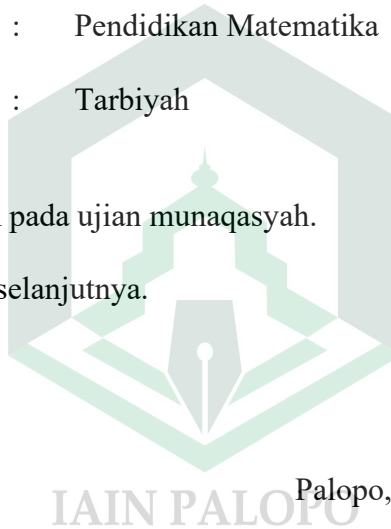 : Pendidikan Matematika
: Tarbiyah
pada ujian munaqasyah.
selanjutnya.
Palopo,
IAIN PALOPO